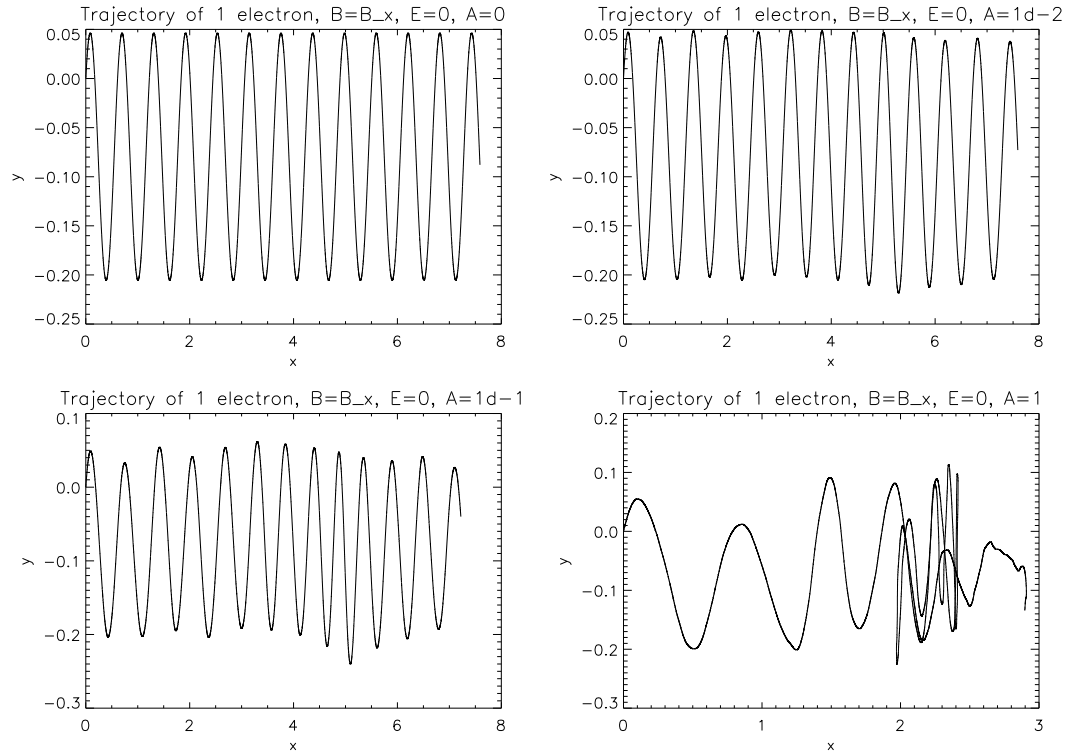 Trajectory of 1 electron, B=B_x, E=0, A=0
0.05
0.00
−0.05
−0.10
−0.15
−0.20
−0.25
y
0 2 4 6 8
x
Trajectory of 1 electron, B=B_x, E=0, A=1d−2
0.05
0.00
−0.05
−0.10
−0.15
−0.20
−0.25
y
0 2 4 6 8
x
Trajectory of 1 electron, B=B_x, E=0, A=1d−1
0.1
0.0
−0.1
−0.2
−0.3
y
0 2 4 6 8
x
Trajectory of 1 electron, B=B_x, E=0, A=1
0.2
0.1
0.0
−0.1
−0.2
−0.3
y
0 1 2 3
x